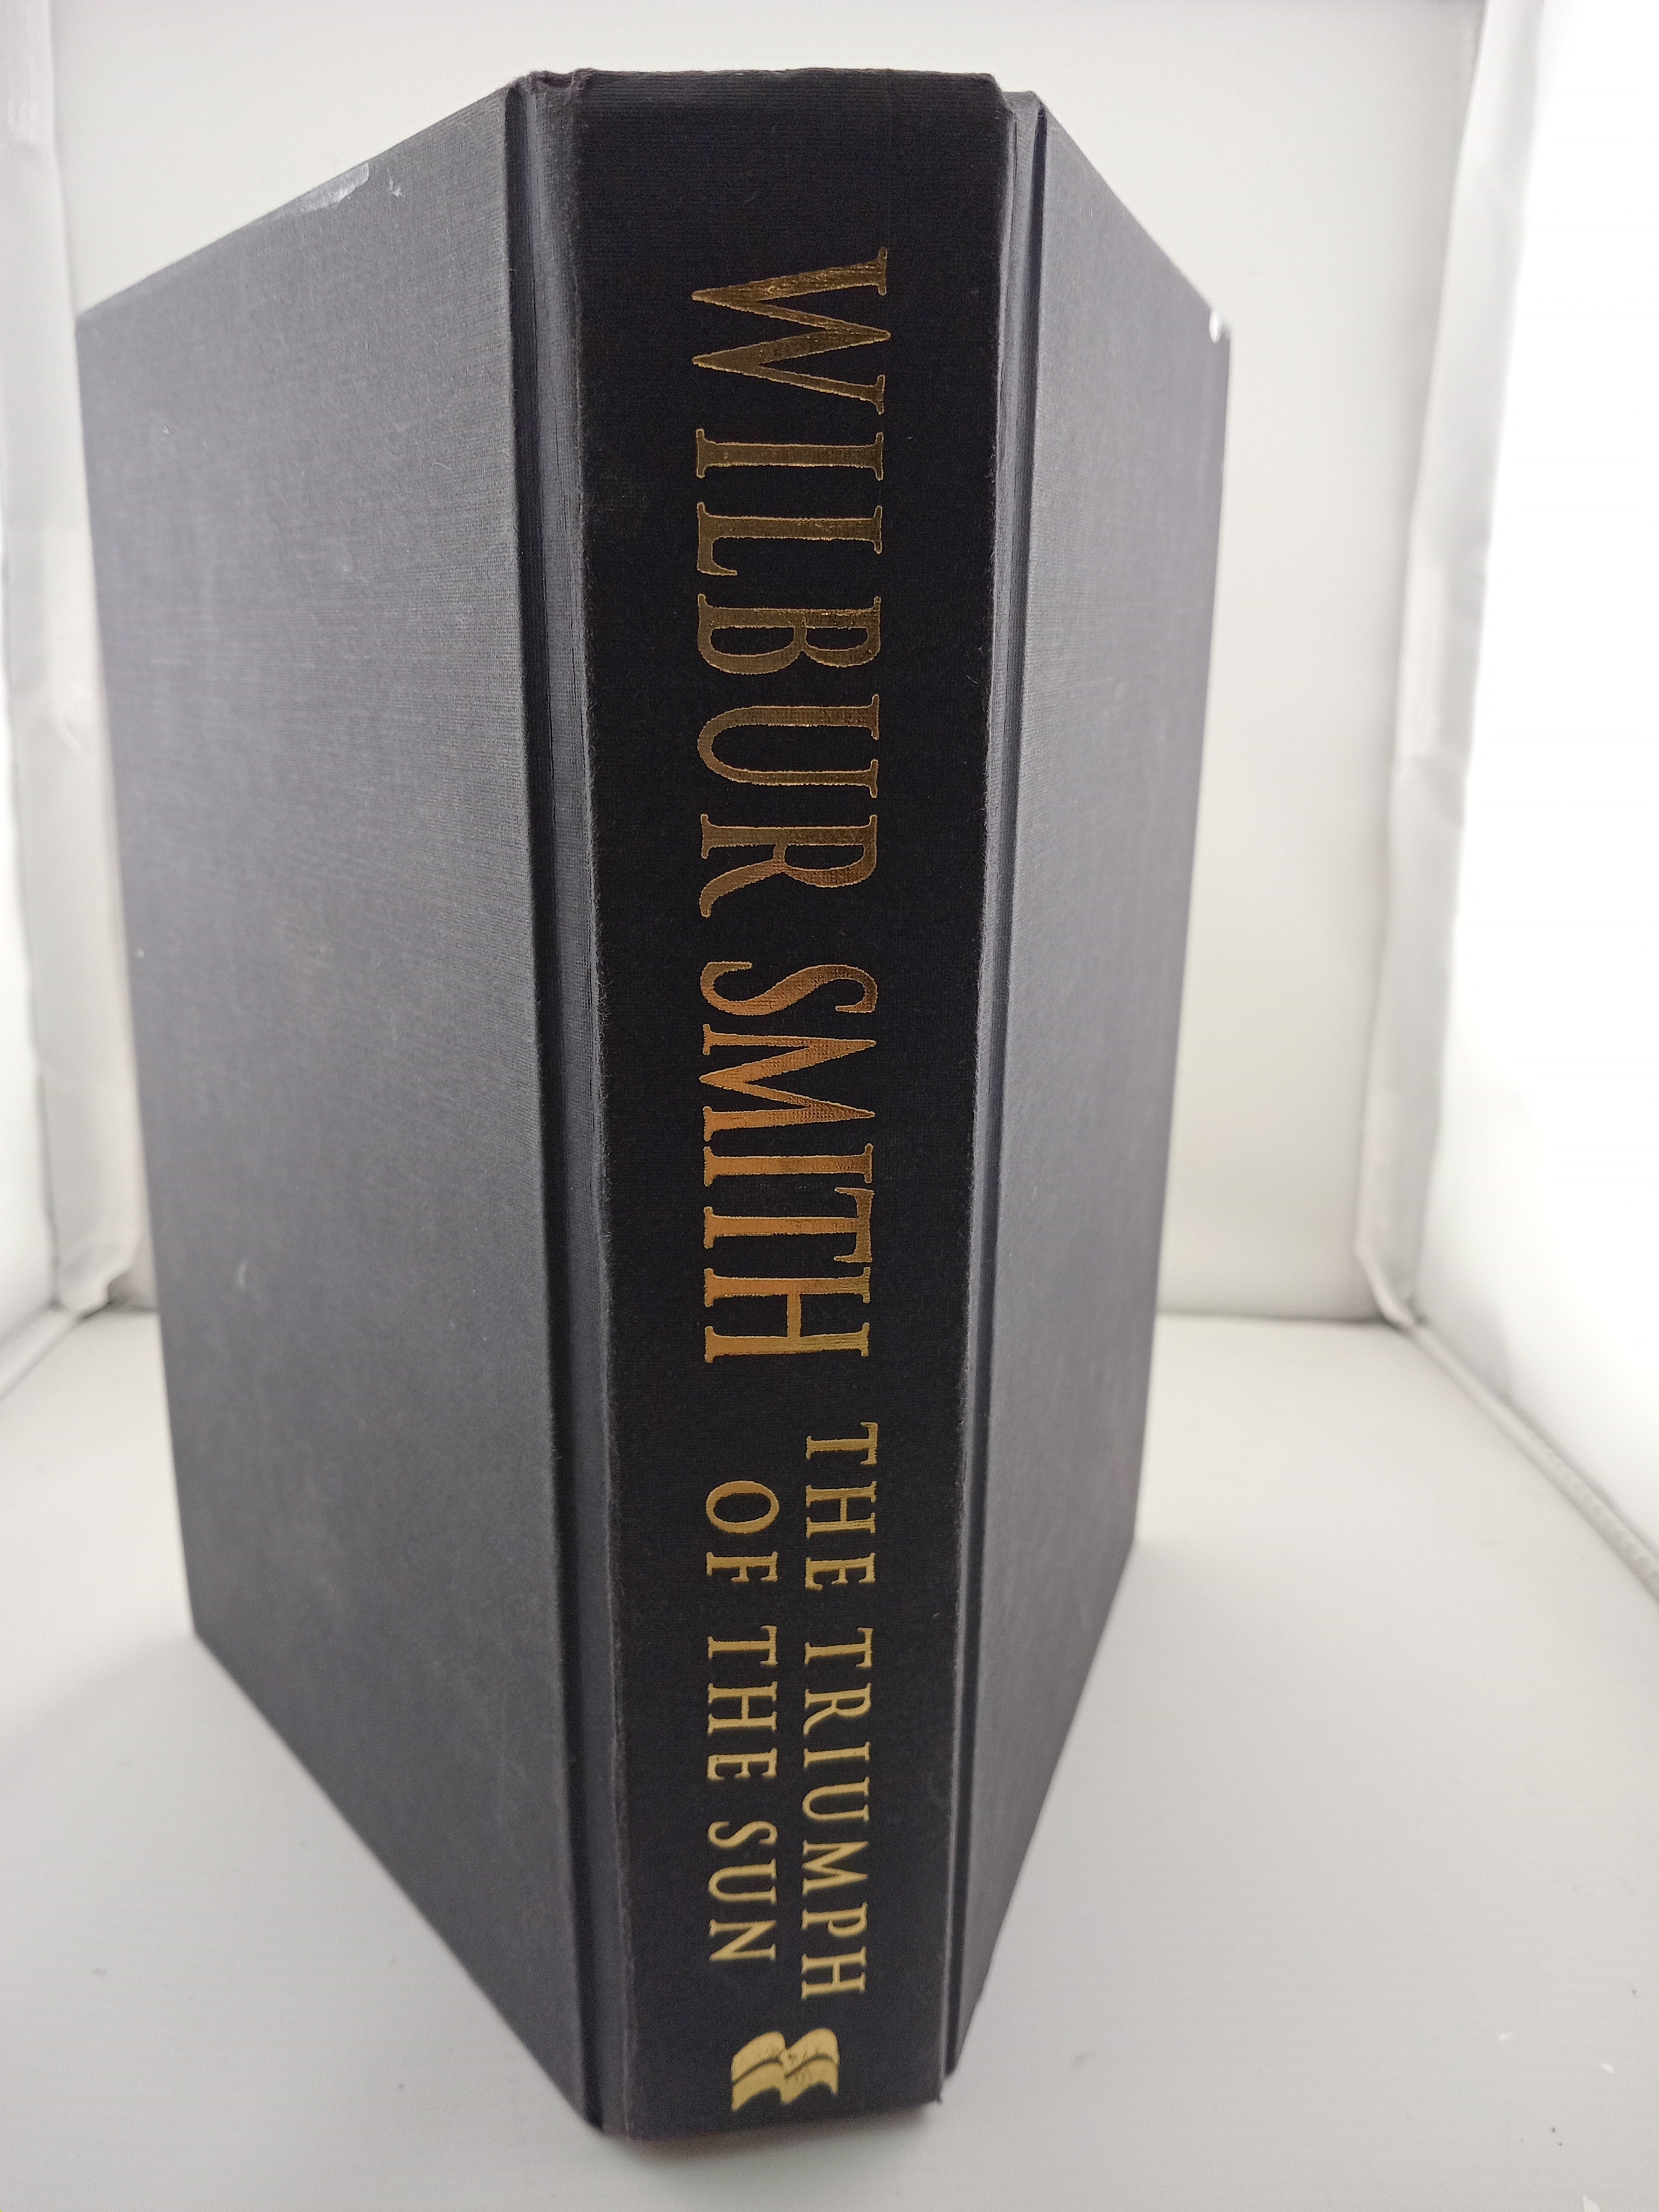 WILBUR SMITH
THE TRIUMPH
OF THE SUN